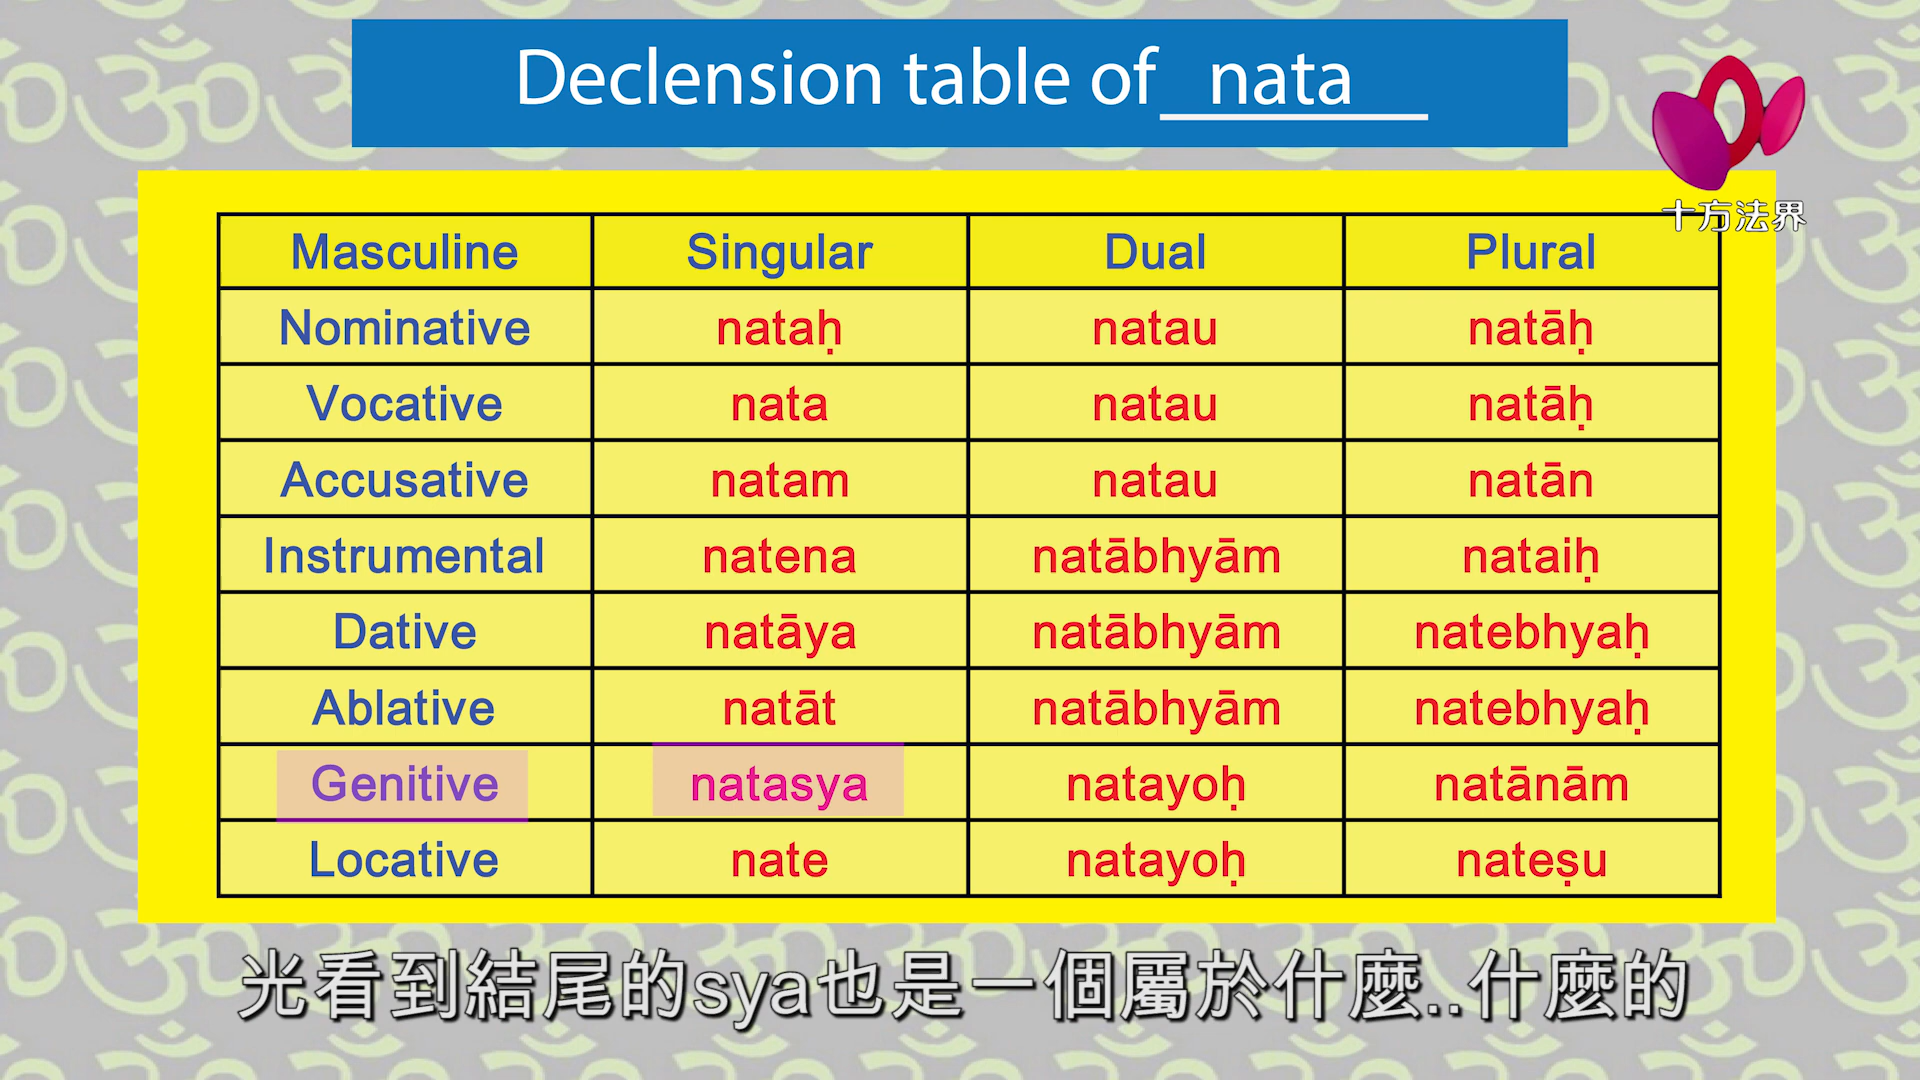 Declension table of nata
十方法界
Masculine Singular Dual Plural
Nominative nataḥ natau natāḥ
Vocative nata natau natāḥ
Accusative natam natau natān
Instrumental natena natābhyām nataiḥ
Dative natāya natābhyām natebhyaḥ
Ablative natāt natābhyām natebhyaḥ
Genitive natasya natayoḥ natānām
Locative nate natayoḥ nateṣu
光看到結尾的sya也是一個屬於什麼..什麼的